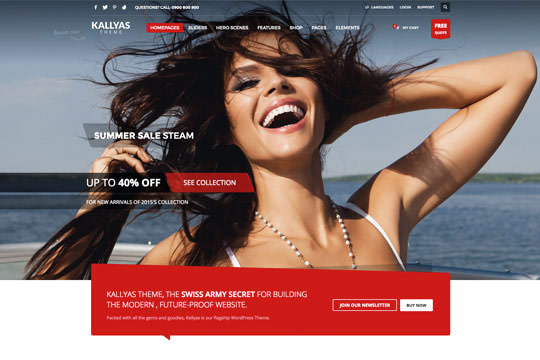 QUESTIONS? CALL 0900 800 900
LANGUAGES LOGIN SUPPORT
KALLYAS
THEME
HOMEPAGES SLIDERS HERO SCENES FEATURES SHOP PAGES ELEMENTS
MY CART
FREE
QUOTE
SUMMER SALE STEAM
UP TO 40% OFF
SEE COLLECTION
FOR NEW ARRIVALS OF 2015'S COLLECTION
KALLYAS THEME, THE SWISS ARMY SECRET FOR BUILDING
THE MODERN , FUTURE-PROOF WEBSITE.
JOIN OUR NEWSLETTER
BUY NOW
Packed with all the gems and goodies, Kallyas is our flagship WordPress Theme.